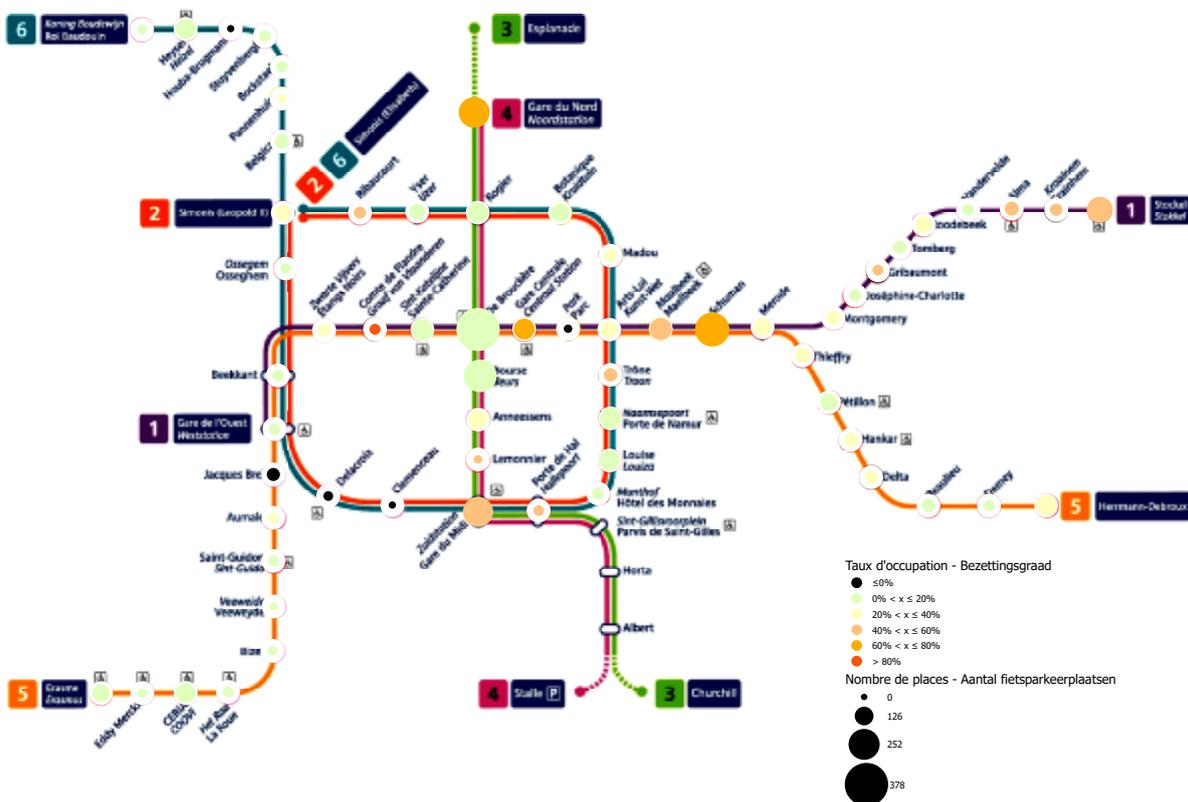 6
Koning Boudewijn
Roi Baudouin
Heysel
Heizel
Houba-Brugmann
Stuyvenbergh
Bockstael
Pannenhuis
Belgica
3
Esplanade
4
Gare du Nord
Noordstation
2
6
Simonis (Elisabeth)
2
Simonis (Leopold II)
Ribaucourt
Yser
IJzer
Rogier
Botanique
Kruidtuin
Madou
Ossegem
Osseghem
Zwarte Vijvers
Étangs Noirs
Comte de Flandre
Graaf van Vlaanderen
Sint-Katelijne
Sainte-Catherine
De Brouckère
Gare Centrale
Centraal Station
Park
Parc
Arts-Loi
Kunst-Wet
Maelbeek
Maalbeek
Schuman
Merode
Montgomery
Joséphine-Charlotte
Gribaumont
Tomberg
Roodebeek
Vandervelde
Alma
Kraainem
Crainhem
1
Stockel
Stokkel
Thieffry
Pétillon
Hankar
Delta
Beaulieu
Demey
5
Herrmann-Debroux
Beekkant
1
Gare de l'Ouest
Weststation
Jacques Bre
Aumale
Saint-Guidon
Sint-Guido
Veeweide
Veeweyde
Bizet
5
Erasme
Erasmus
Eddy Merckx
CERIA
COOVI
Het Rad
La Roue
Delacroix
Clemenceau
Bourse
Beurs
Anneessens
Lemonnier
Zuidstation
Gare du Midi
Porte de Hal
Hallepoort
Trône
Troon
Naamsepoort
Porte de Namur
Louise
Louiza
Munthof
Hôtel des Monnaies
Sint-Gillisvoorplein
Parvis de Saint-Gilles
Horta
Albert
4
Stalle P
3
Churchill
Taux d'occupation - Bezettingsgraad
≤0%
0% < x ≤ 20%
20% < x ≤ 40%
40% < x ≤ 60%
60% < x ≤ 80%
> 80%
Nombre de places - Aantal fietsparkeerplaatsen
0
126
252
378